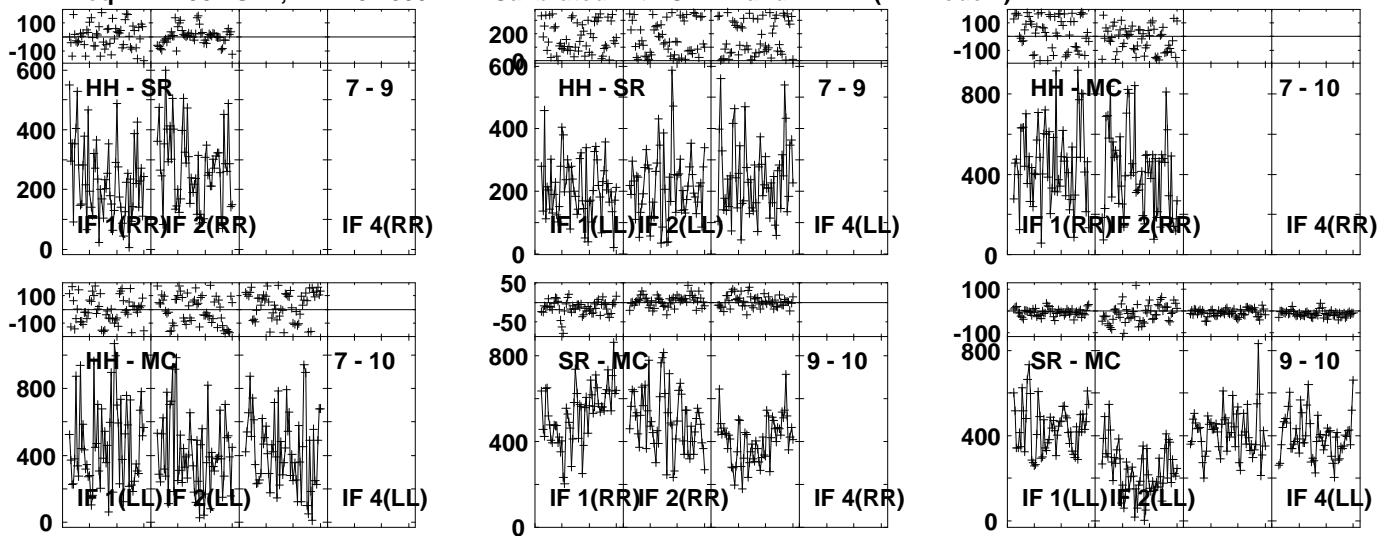 100
-100
600
400
200
0
HH - SR
7 - 9
IF 1(RR)
IF 2(RR)
IF 4(RR)
200
0
600
400
200
0
HH - SR
7 - 9
IF 1(LL)
IF 2(LL)
IF 4(LL)
100
-100
800
400
0
HH - MC
7 - 10
IF 1(RR)
IF 2(RR)
IF 4(RR)
100
-100
800
400
0
HH - MC
7 - 10
IF 1(LL)
IF 2(LL)
IF 4(LL)
50
-50
800
400
0
SR - MC
9 - 10
IF 1(RR)
IF 2(RR)
IF 4(RR)
100
-100
800
400
0
SR - MC
9 - 10
IF 1(LL)
IF 2(LL)
IF 4(LL)